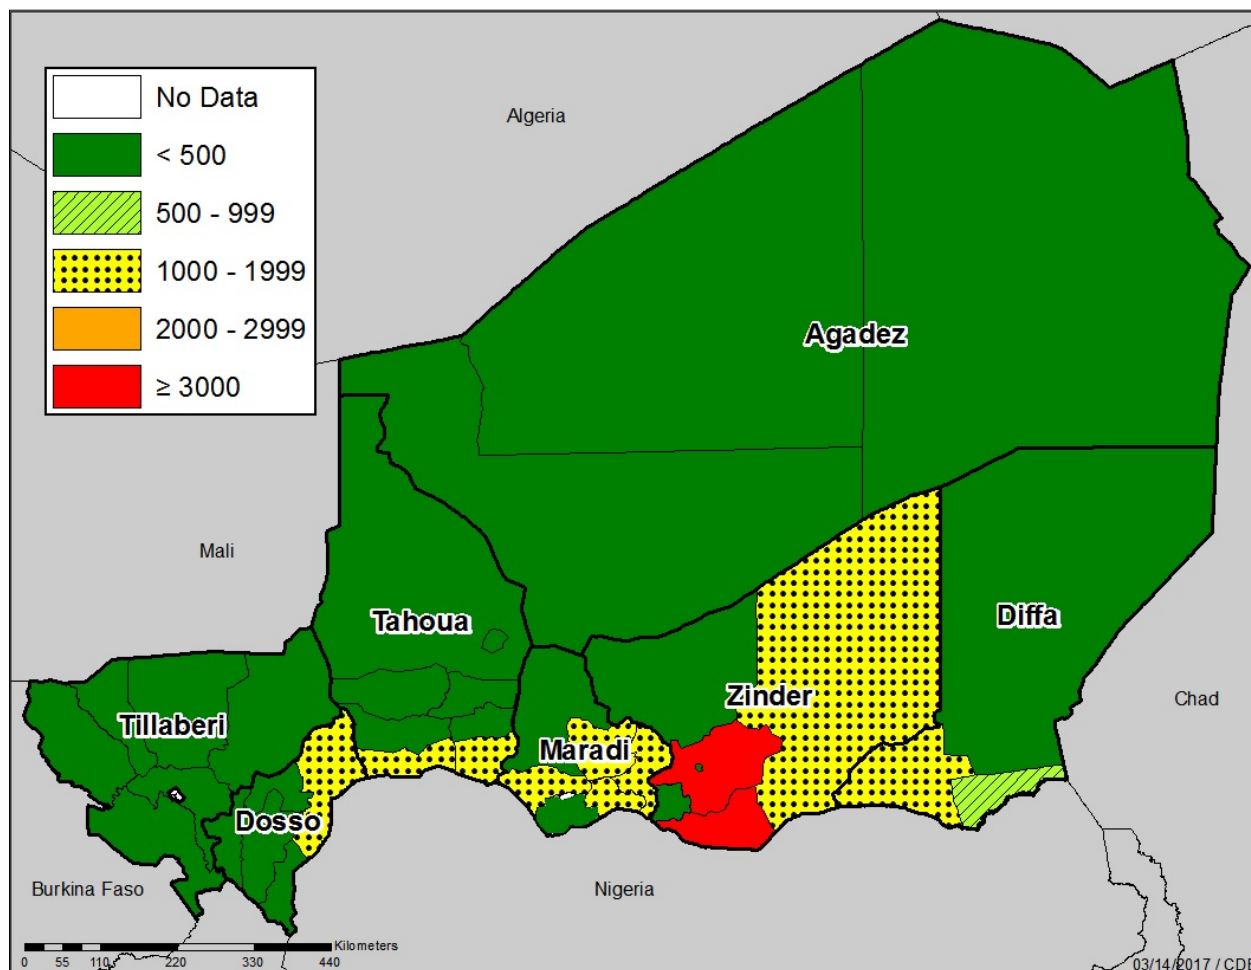 No Data
< 500
500 - 999
1000 - 1999
2000 - 2999
≥ 3000
Algeria
Agadez
Mali
Tahoua
Diffa
Zinder
Chad
Tillaberi
Maradi
Dosso
Burkina Faso
Nigeria
Kilometers
0 55 110 220 330 440
03/14/2017 /